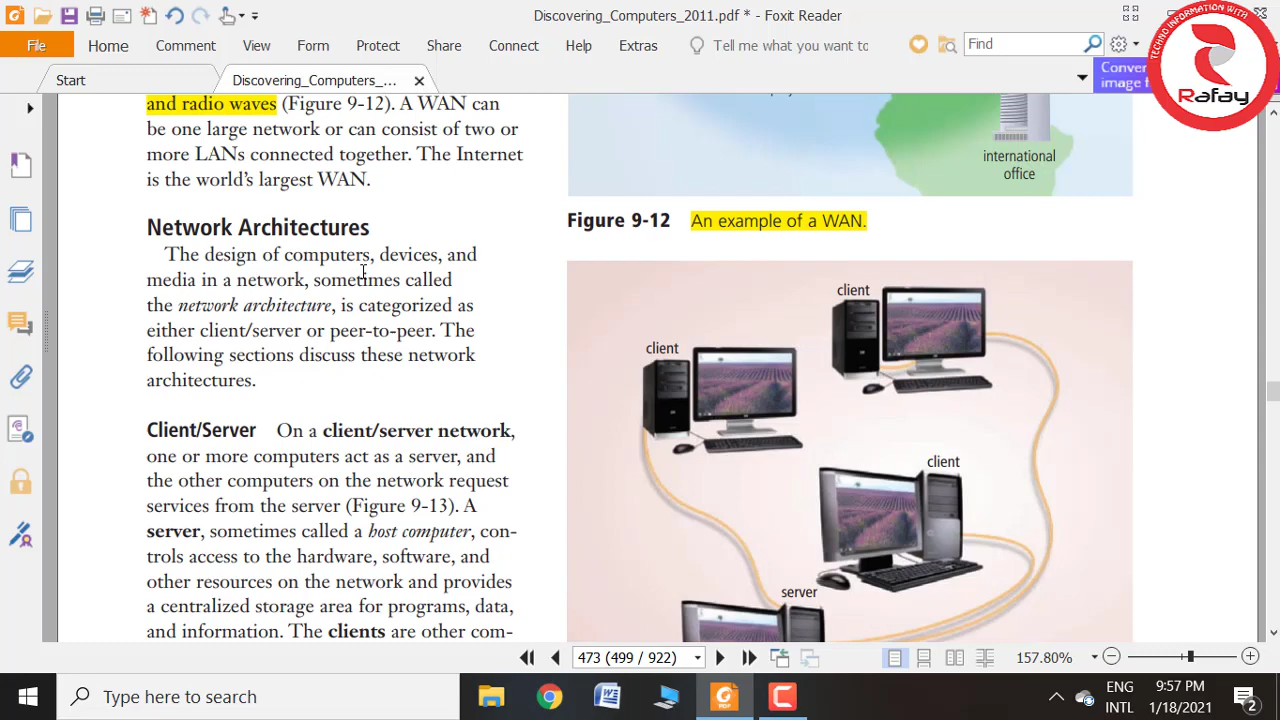 Discovering_Computers_2011.pdf * - Foxit Reader
File
Home
Comment
View
Form
Protect
Share
Connect
Help
Extras
Tell me what you want to
Find
TECHNO INFORMATION WITH
Rafay
Start
Discovering_Computers_...
Conver
image f
and radio waves (Figure 9-12). A WAN can
be one large network or can consist of two or
more LANs connected together. The Internet
is the world's largest WAN.
Network Architectures
The design of computers, devices, and
media in a network, sometimes called
the network architecture, is categorized as
either client/server or peer-to-peer. The
following sections discuss these network
architectures.
Client/Server On a client/server network,
one or more computers act as a server, and
the other computers on the network request
services from the server (Figure 9-13). A
server, sometimes called a host computer, con-
trols access to the hardware, software, and
other resources on the network and provides
a centralized storage area for programs, data,
and information. The clients are other com-
international
office
Figure 9-12 An example of a WAN.
client
client
client
server
473 (499 / 922)
157.80%
Type here to search
ENG
INTL
9:57 PM
1/18/2021
2